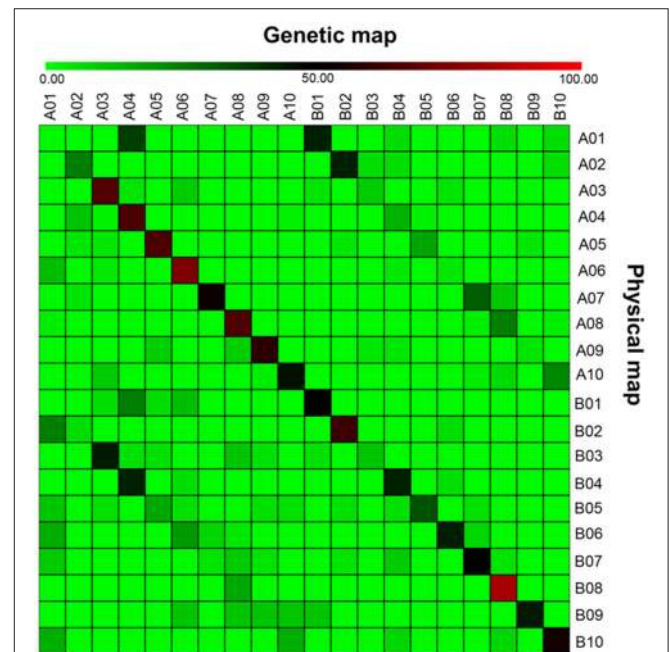 Genetic map
0.00 50.00 100.00
A01 A02 A03 A04 A05 A06 A07 A08 A09 A10 B01 B02 B03 B04 B05 B06 B07 B08 B09 B10
A01
A02
A03
A04
A05
A06
A07
A08
A09
A10
B01
B02
B03
B04
B05
B06
B07
B08
B09
B10
Physical map